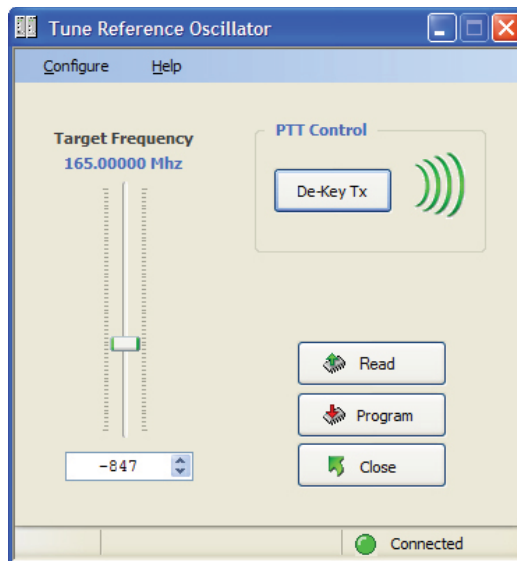 Tune Reference Oscillator
Configure Help
Target Frequency
165.00000 Mhz
PTT Control
De-Key Tx
Read
Program
-847
Close
Connected